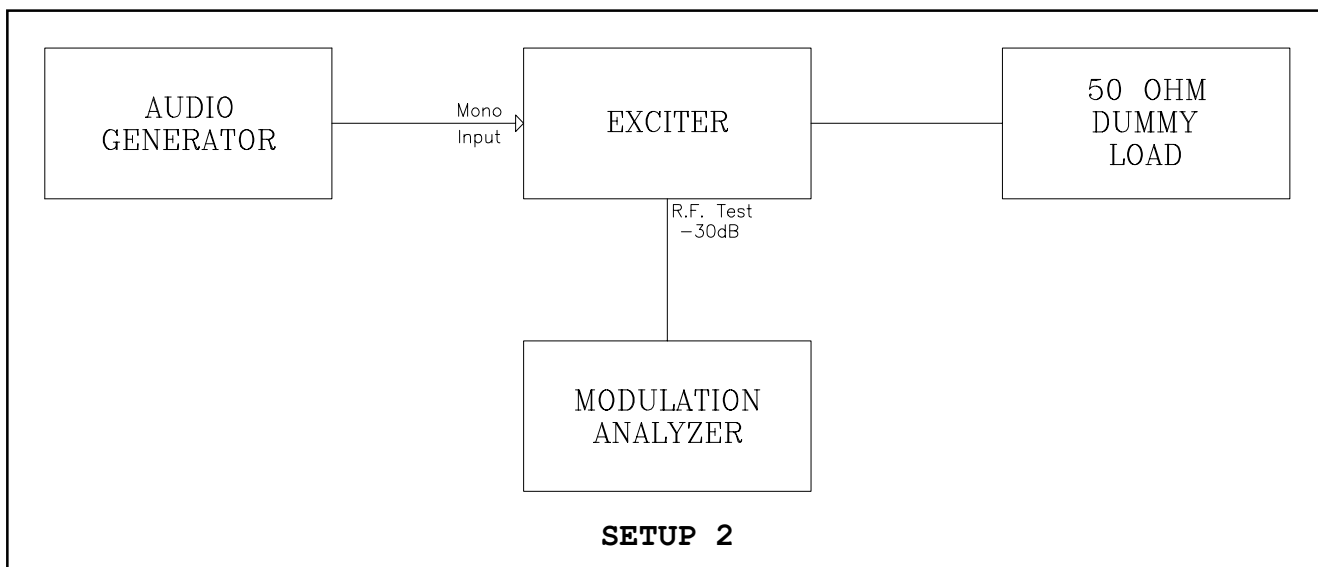 AUDIO
GENERATOR
Mono
Input
EXCITER
50 OHM
DUMMY
LOAD
R.F. Test
-30dB
MODULATION
ANALYZER
SETUP 2